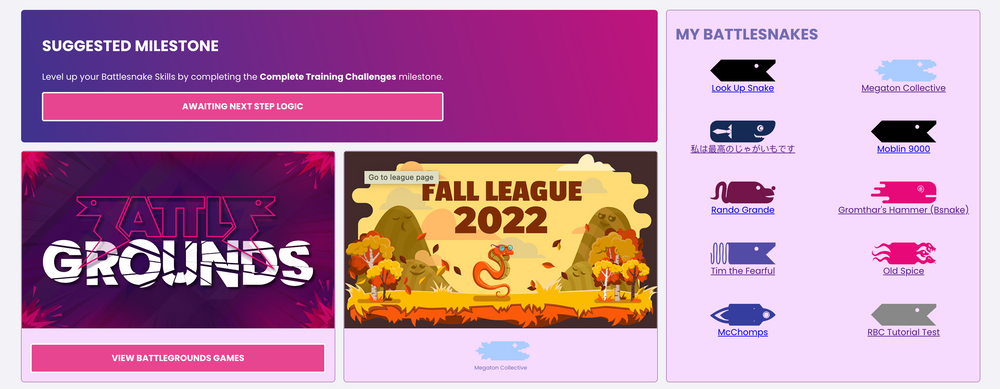 SUGGESTED MILESTONE
Level up your Battlesnake Skills by completing the Complete Training Challenges milestone.
AWAITING NEXT STEP LOGIC
BATTLE
GROUNDS
VIEW BATTLEGROUNDS GAMES
Go to league page
FALL LEAGUE
2022
Megaton Collective
MY BATTLESNAKES
Look Up Snake
Megaton Collective
私は最高のじゃがいもです
Moblin 9000
Rando Grande
Gromthar's Hammer (Bsnake)
Tim the Fearful
Old Spice
McChomps
RBC Tutorial Test